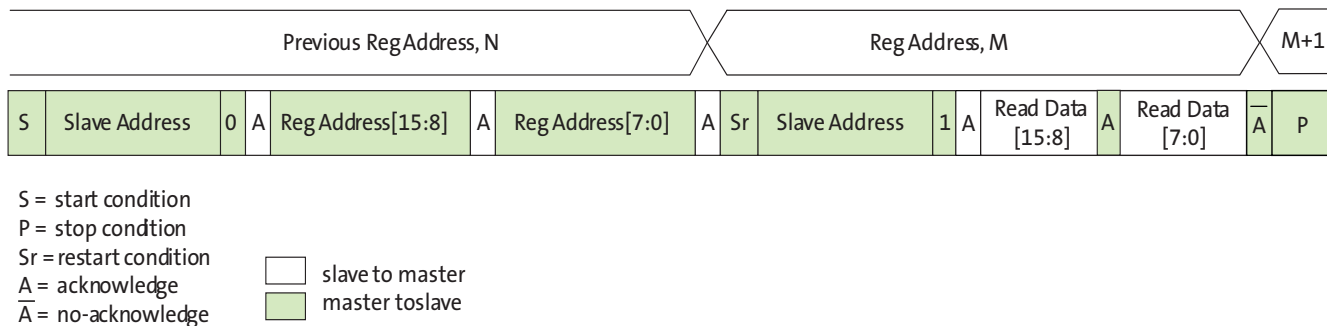 Previous Reg Address, N Reg Address, M M+1
S Slave Address 0 A Reg Address[15:8] A Reg Address[7:0] A Sr Slave Address 1 A Read Data [15:8] A Read Data [7:0] A̅ P
S = start condition
P = stop condition
Sr = restart condition
A = acknowledge
A̅ = no-acknowledge
slave to master
master toslave